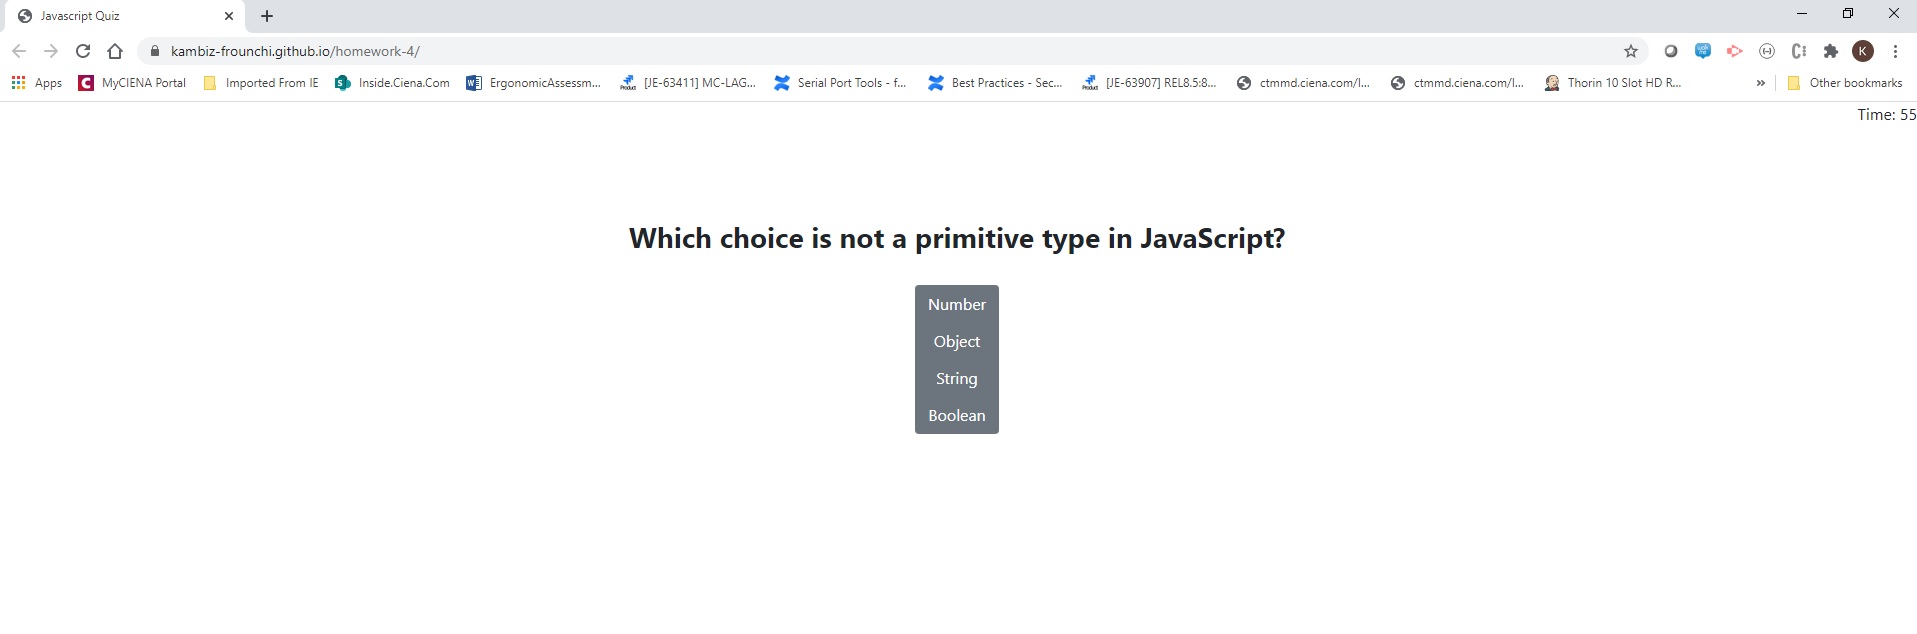 Javascript Quiz
kambiz-frounchi.github.io/homework-4/
K
Apps MyCIENA Portal Imported From IE Inside.Ciena.Com ErgonomicAssessm... [JE-63411] MC-LAG... Serial Port Tools - f... Best Practices - Sec... [JE-63907] REL8.5:8... ctmmd.ciena.com/l... ctmmd.ciena.com/l... Thorin 10 Slot HD R... » Other bookmarks
Time: 55
Which choice is not a primitive type in JavaScript?
Number
Object
String
Boolean